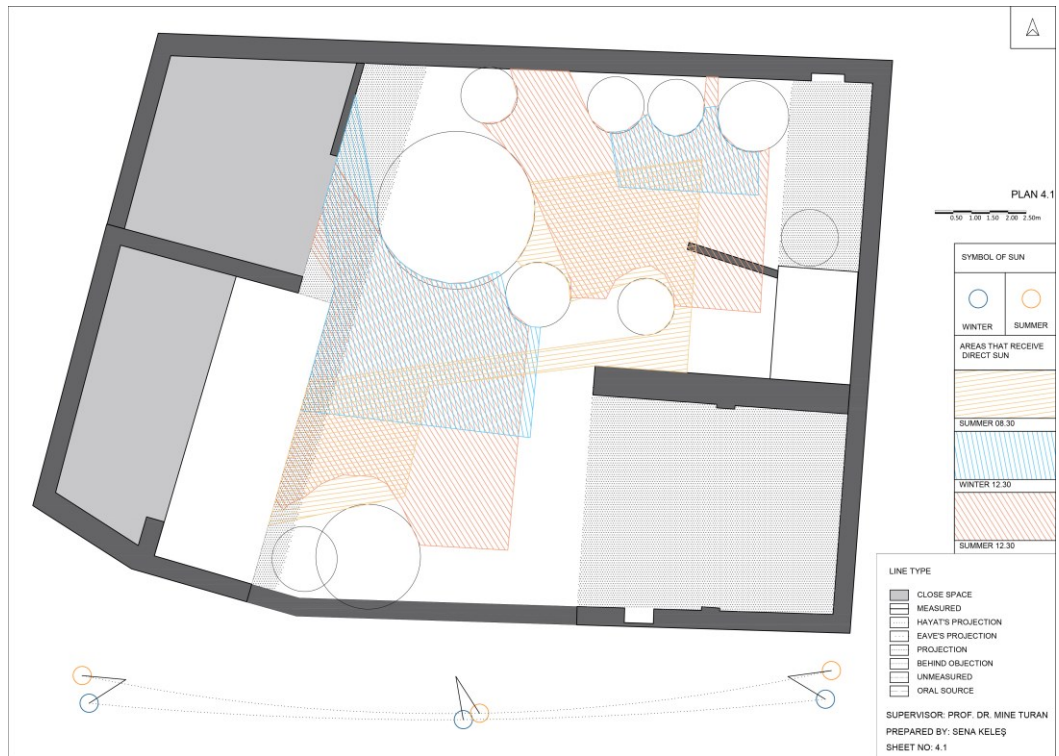 PLAN 4.1
0.50 1.00 1.50 2.00 2.50m
SYMBOL OF SUN
WINTER
SUMMER
AREAS THAT RECEIVE
DIRECT SUN
SUMMER 08.30
WINTER 12.30
SUMMER 12.30
LINE TYPE
CLOSE SPACE
MEASURED
HAYAT'S PROJECTION
EAVE'S PROJECTION
PROJECTION
BEHIND OBJECTION
UNMEASURED
ORAL SOURCE
SUPERVISOR: PROF. DR. MINE TURAN
PREPARED BY: SENA KELEŞ
SHEET NO: 4.1